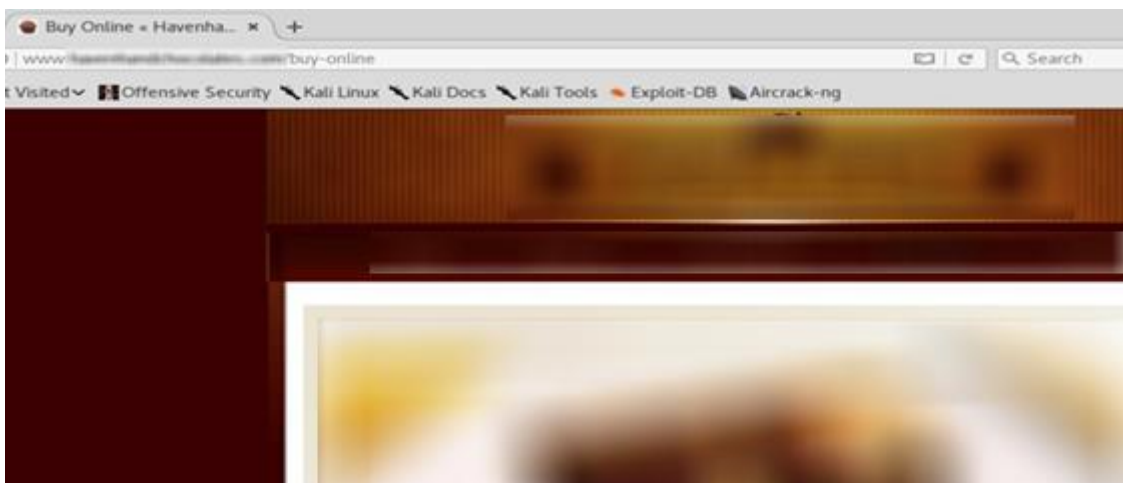 Buy Online « Havenha...
www. /buy-online
Search
t Visited Offensive Security Kali Linux Kali Docs Kali Tools Exploit-DB Aircrack-ng